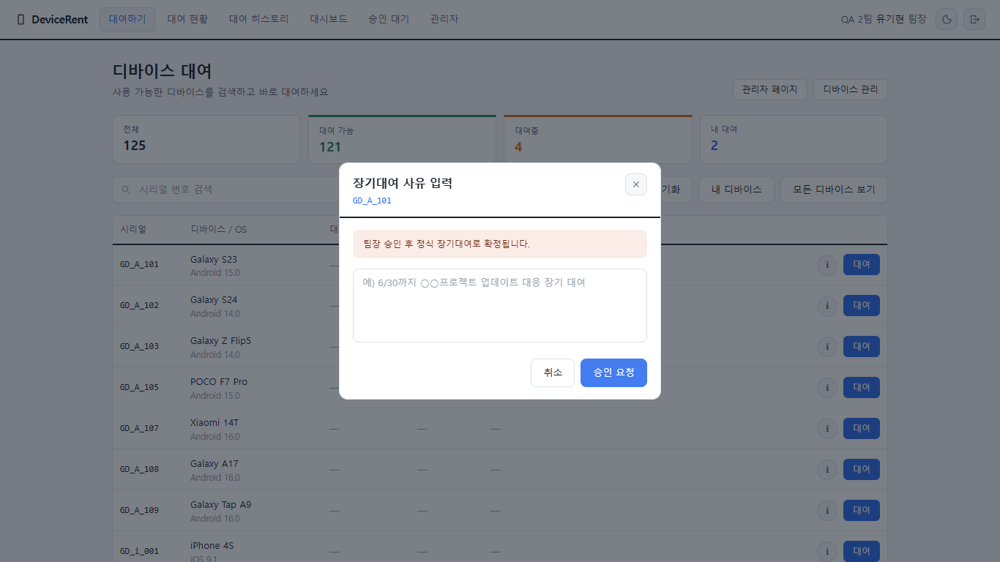 DeviceRent 대여하기 대여 현황 대여 히스토리 대시보드 승인 대기 관리자 QA 2팀 유기현 팀장
디바이스 대여
사용 가능한 디바이스를 검색하고 바로 대여하세요
관리자 페이지 디바이스 관리
전체 대여 가능 대여중 내 대여
125 121 4 2
장기대여 사유 입력
GD_A_101
시리얼 번호 검색 기화 내 디바이스 모든 디바이스 보기
시리얼 디바이스 / OS 대
팀장 승인 후 정식 장기대여로 확정됩니다.
예) 6/30까지 ○○프로젝트 업데이트 대응 장기 대여
취소 승인 요청
GD_A_101 Galaxy S23 — i 대여
Android 15.0
GD_A_102 Galaxy S24 — i 대여
Android 14.0
GD_A_103 Galaxy Z Flip5 — i 대여
Android 14.0
GD_A_105 POCO F7 Pro — i 대여
Android 15.0
GD_A_107 Xiaomi 14T — — — i 대여
Android 16.0
GD_A_108 Galaxy A17 — — — i 대여
Android 16.0
GD_A_109 Galaxy Tap A9 — — — i 대여
Android 16.0
GD_i_001 iPhone 4S — — — i 대여
iOS 9.1